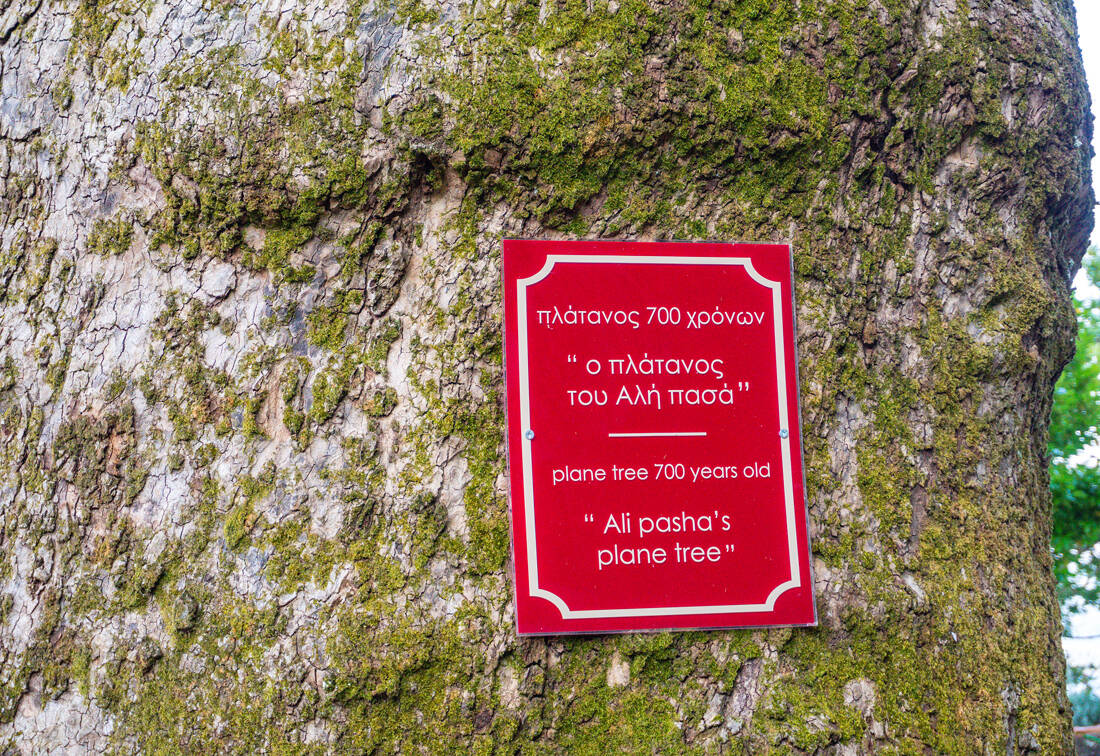 πλάτανος 700 χρόνων
“ ο πλάτανος
του Αλή πασά”
plane tree 700 years old
“ Ali pasha’s
plane tree”